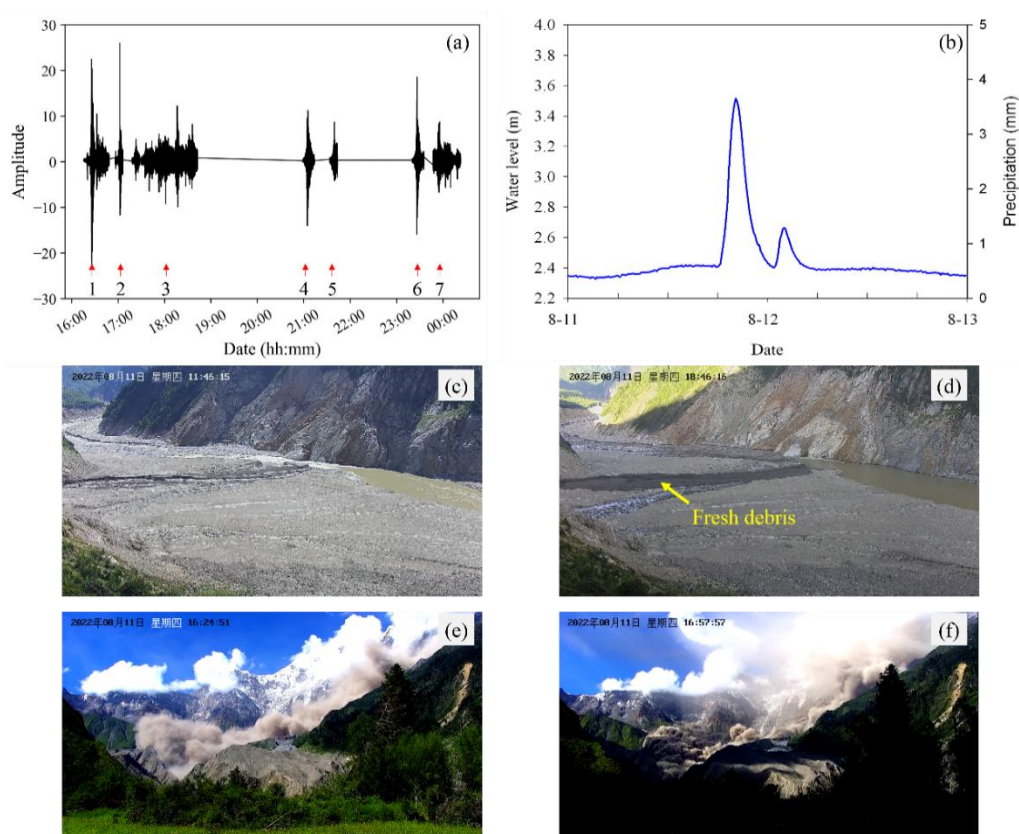 (a)
30
20
10
0
−10
−20
−30
Amplitude
1 2 3 4 5 6 7
16:00 17:00 18:00 19:00 20:00 21:00 22:00 23:00 00:00
Date (hh:mm)
(b)
4.0
3.8
3.6
3.4
3.2
3.0
2.8
2.6
2.4
2.2
Water level (m)
5
4
3
2
1
0
Precipitation (mm)
8-11 8-12 8-13
Date
2022年08月11日 星期四 11:46:15
(c)
2022年08月11日 星期四 18:46:16
(d)
Fresh debris
2022年08月11日 星期四 16:24:51
(e)
2022年08月11日 星期四 16:57:57
(f)